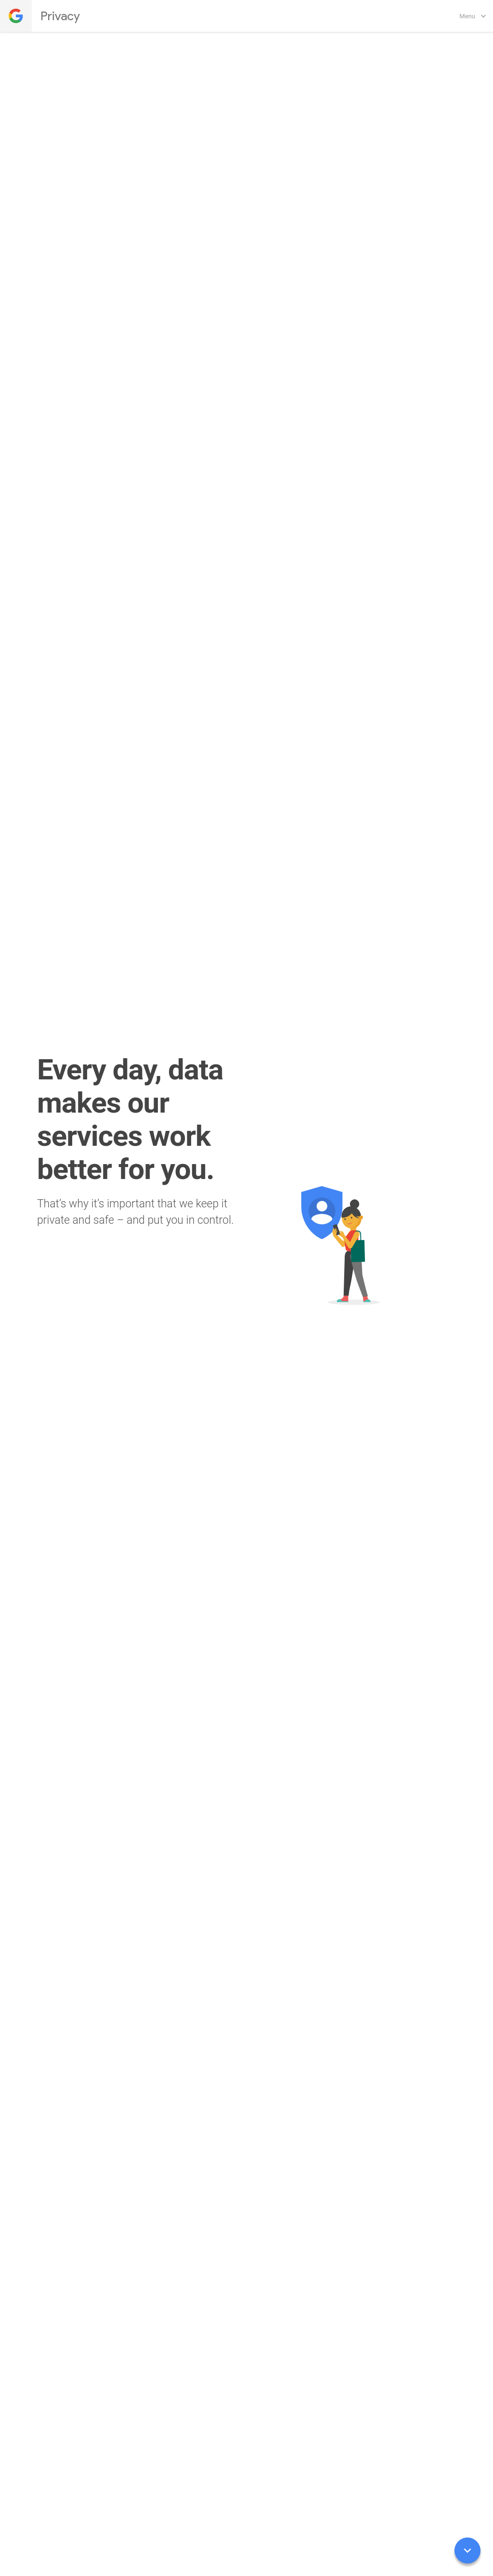 Privacy
Menu
Every day, data
makes our
services work
better for you.
That’s why it’s important that we keep it
private and safe – and put you in control.